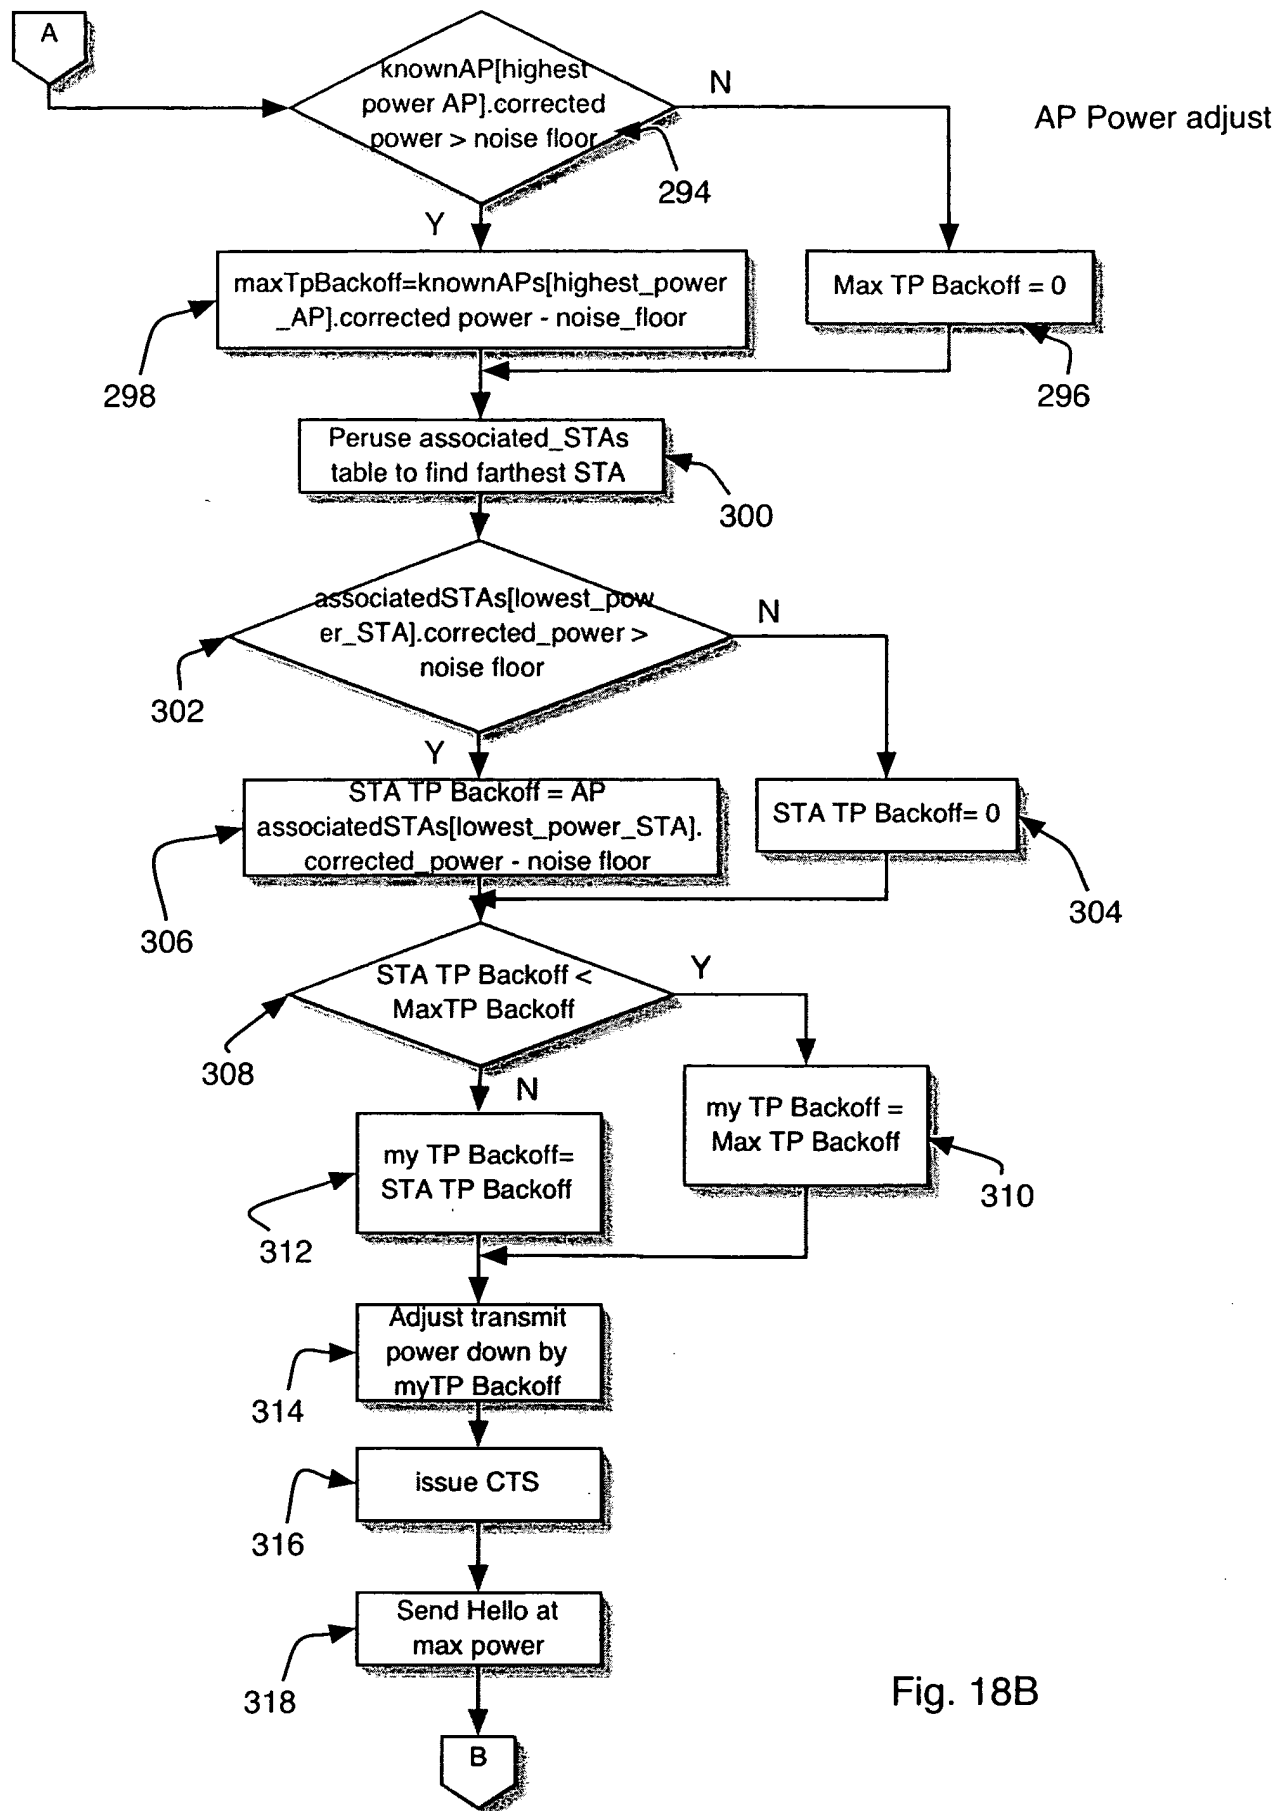 A
knownAP[highest
power AP].corrected
power > noise floor
N
AP Power adjust
294
Y
maxTpBackoff=knownAPs[highest_power
_AP].corrected power - noise_floor
Max TP Backoff = 0
298
296
Peruse associated_STAs
table to find farthest STA
300
associatedSTAs[lowest_pow
er_STA].corrected_power >
noise floor
N
302
Y
STA TP Backoff = AP
associatedSTAs[lowest_power_STA].
corrected_power - noise floor
STA TP Backoff= 0
306
304
STA TP Backoff <
MaxTP Backoff
Y
308
N
my TP Backoff =
Max TP Backoff
my TP Backoff=
STA TP Backoff
310
312
Adjust transmit
power down by
myTP Backoff
314
issue CTS
316
Send Hello at
max power
318
Fig. 18B
B